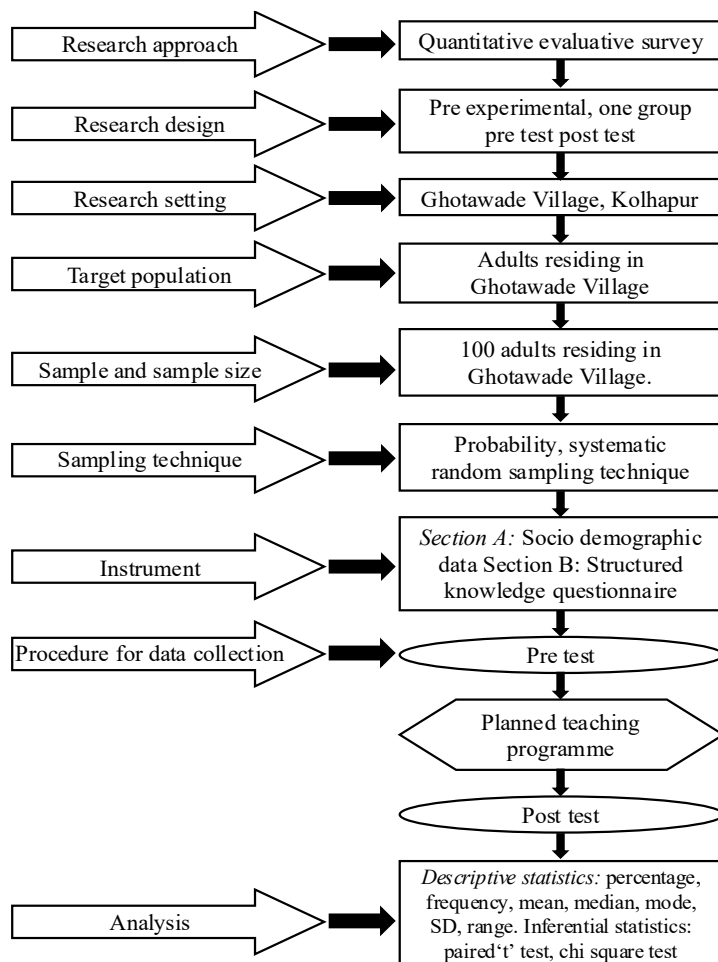 Research approach
Quantitative evaluative survey
Research design
Pre experimental, one group
pre test post test
Research setting
Ghotawade Village, Kolhapur
Target population
Adults residing in
Ghotawade Village
Sample and sample size
100 adults residing in
Ghotawade Village.
Sampling technique
Probability, systematic
random sampling technique
Instrument
Section A: Socio demographic
data Section B: Structured
knowledge questionnaire
Procedure for data collection
Pre test
Planned teaching
programme
Post test
Analysis
Descriptive statistics: percentage,
frequency, mean, median, mode,
SD, range. Inferential statistics:
paired‘t’ test, chi square test